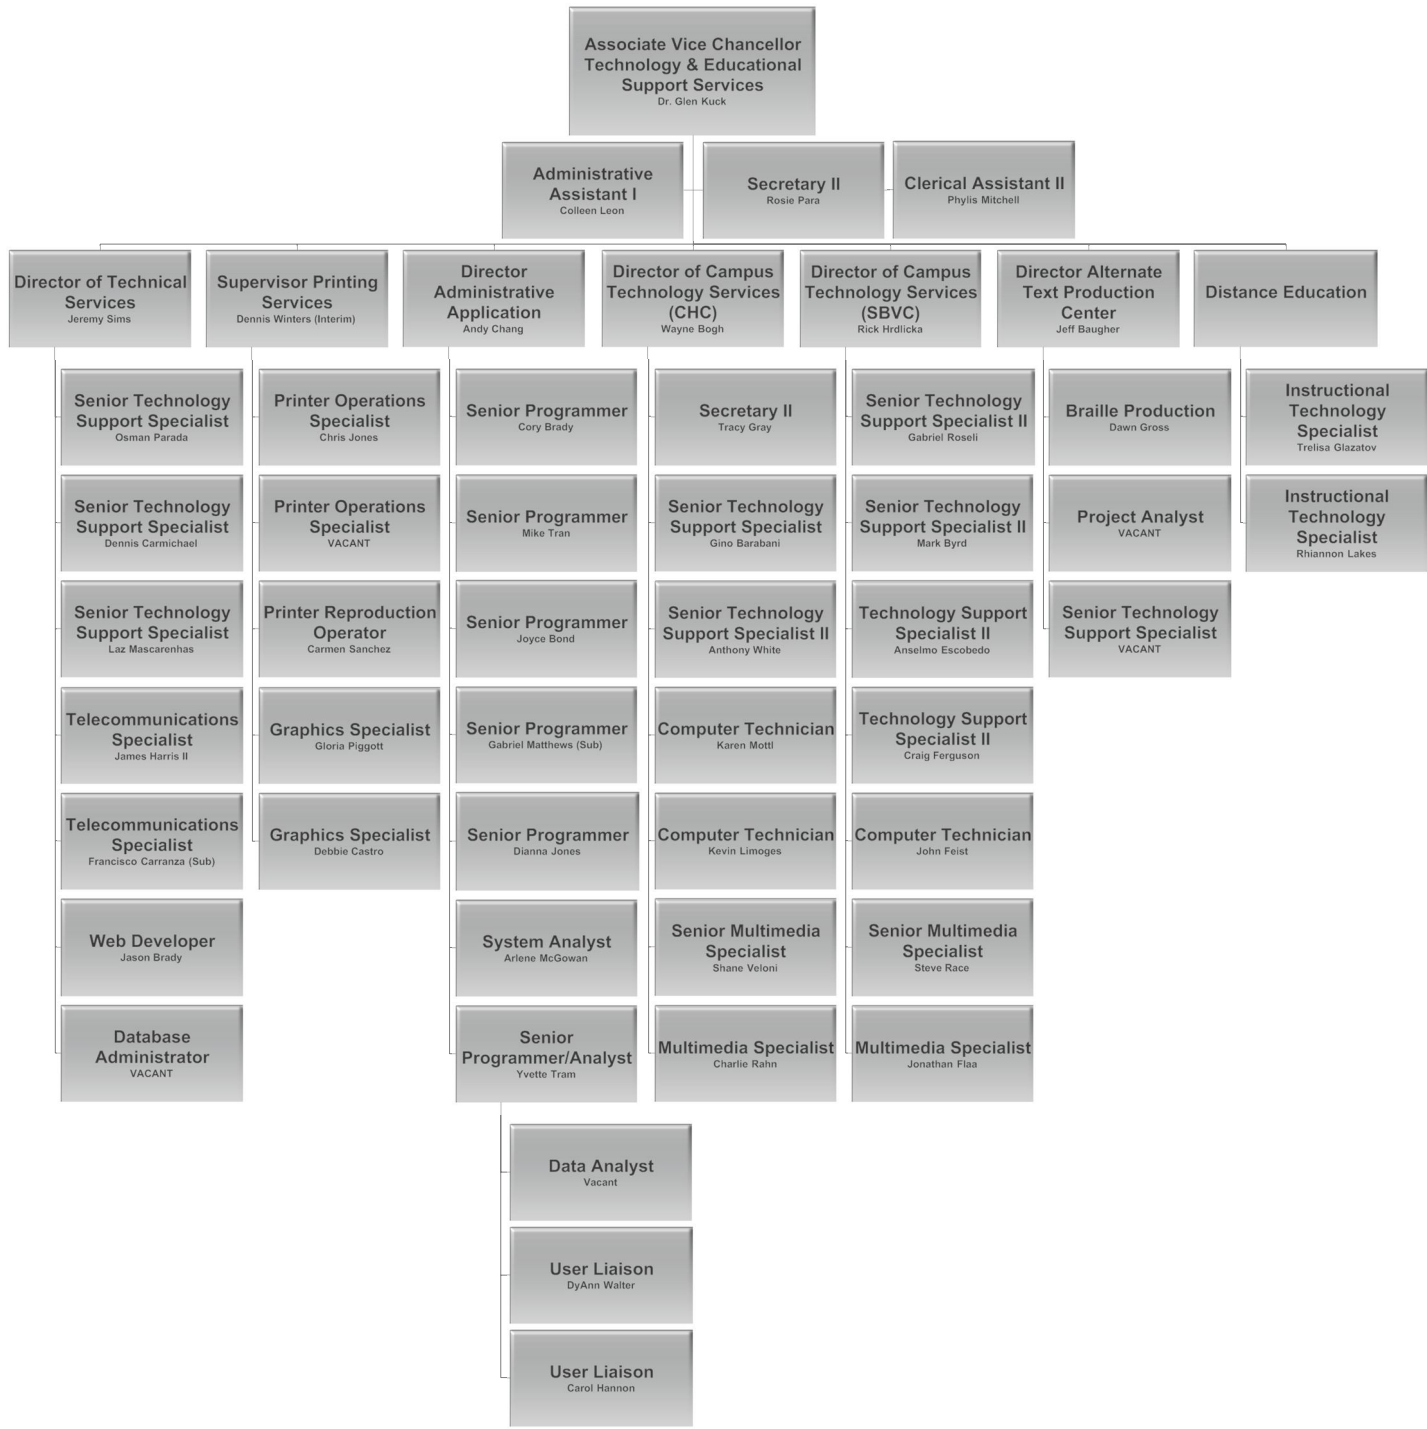 Associate Vice Chancellor
Technology & Educational
Support Services
Dr. Glen Kuck
Administrative
Assistant I
Colleen Leon
Secretary II
Rosie Para
Clerical Assistant II
Phylis Mitchell
Director of Technical
Services
Jeremy Sims
Supervisor Printing
Services
Dennis Winters (Interim)
Director
Administrative
Application
Andy Chang
Director of Campus
Technology Services
(CHC)
Wayne Bogh
Director of Campus
Technology Services
(SBVC)
Rick Hrdlicka
Director Alternate
Text Production
Center
Jeff Baugher
Distance Education
Senior Technology
Support Specialist
Osman Parada
Senior Technology
Support Specialist
Dennis Carmichael
Senior Technology
Support Specialist
Laz Mascarenhas
Telecommunications
Specialist
James Harris II
Telecommunications
Specialist
Francisco Carranza (Sub)
Web Developer
Jason Brady
Database
Administrator
VACANT
Printer Operations
Specialist
Chris Jones
Printer Operations
Specialist
VACANT
Printer Reproduction
Operator
Carmen Sanchez
Graphics Specialist
Gloria Piggott
Graphics Specialist
Debbie Castro
Senior Programmer
Cory Brady
Senior Programmer
Mike Tran
Senior Programmer
Joyce Bond
Senior Programmer
Gabriel Matthews (Sub)
Senior Programmer
Dianna Jones
System Analyst
Arlene McGowan
Senior
Programmer/Analyst
Yvette Tram
Data Analyst
Vacant
User Liaison
DyAnn Walter
User Liaison
Carol Hannon
Secretary II
Tracy Gray
Senior Technology
Support Specialist
Gino Barabani
Senior Technology
Support Specialist II
Anthony White
Computer Technician
Karen Mottl
Computer Technician
Kevin Limoges
Senior Multimedia
Specialist
Shane Veloni
Multimedia Specialist
Charlie Rahn
Senior Technology
Support Specialist II
Gabriel Roseli
Senior Technology
Support Specialist II
Mark Byrd
Technology Support
Specialist II
Anselmo Escobedo
Technology Support
Specialist II
Craig Ferguson
Computer Technician
John Feist
Senior Multimedia
Specialist
Steve Race
Multimedia Specialist
Jonathan Flaa
Braille Production
Dawn Gross
Project Analyst
VACANT
Senior Technology
Support Specialist
VACANT
Instructional
Technology
Specialist
Trelisa Glazatov
Instructional
Technology
Specialist
Rhiannon Lakes